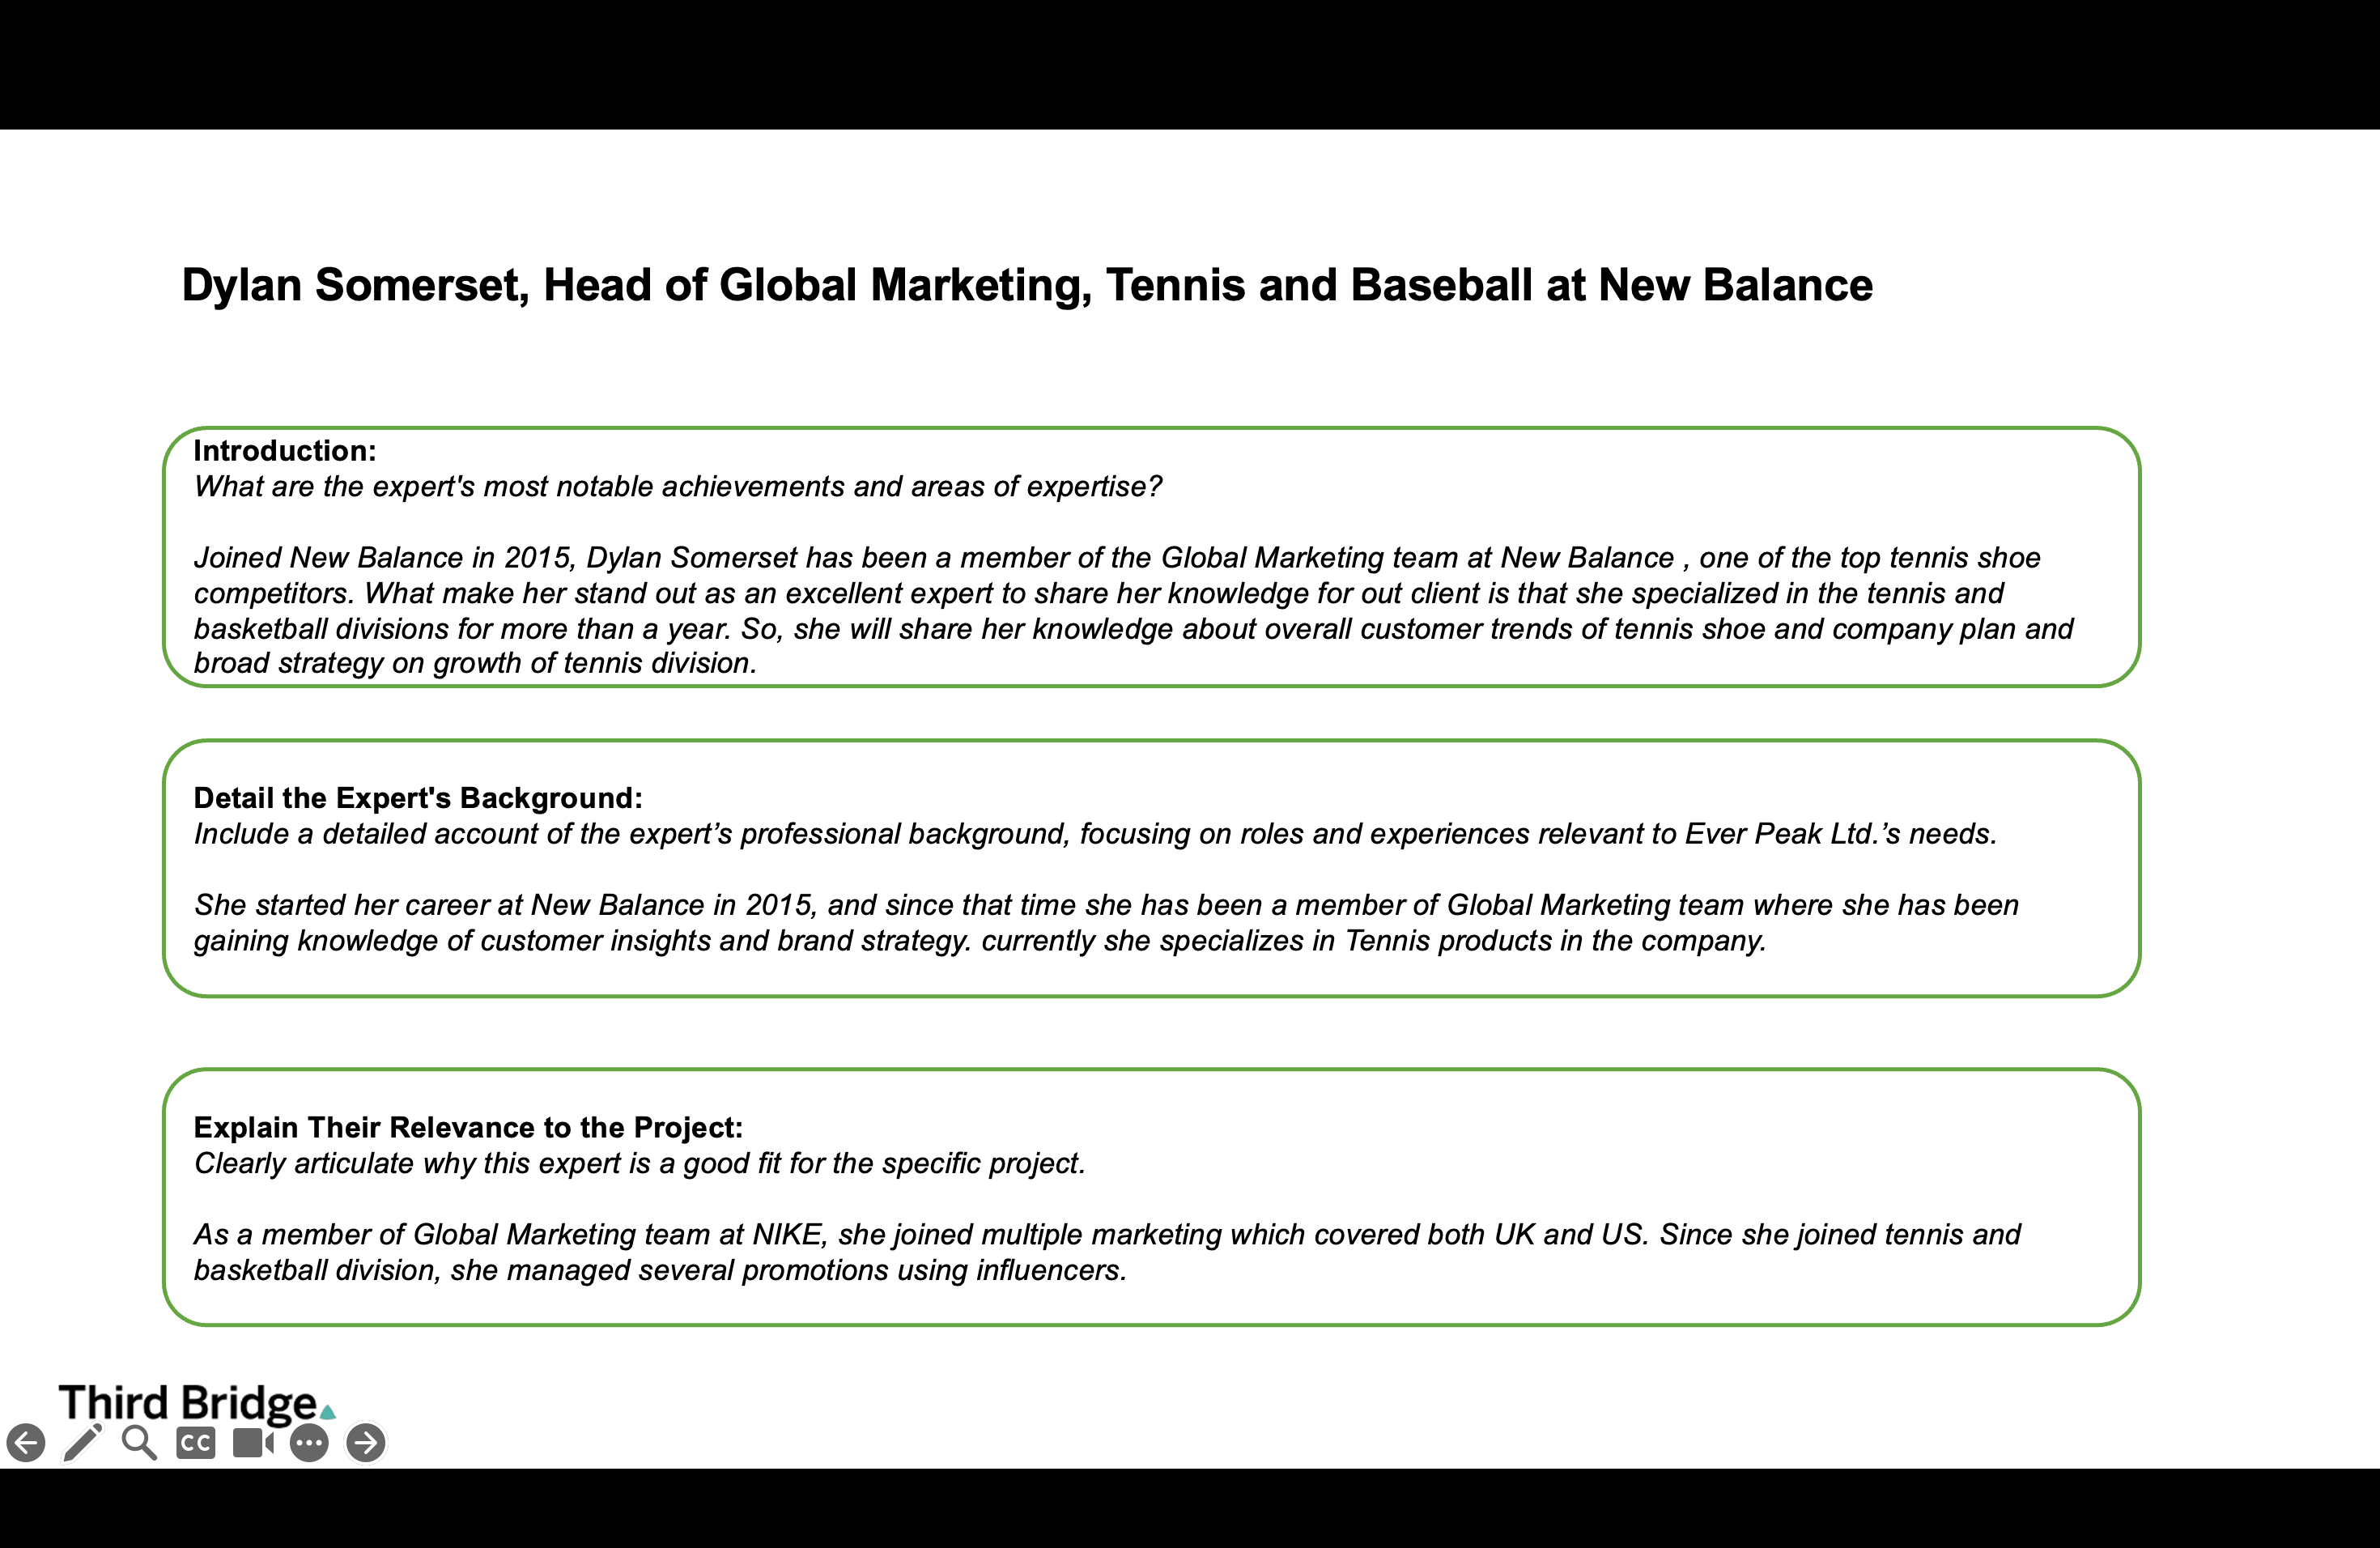 Dylan Somerset, Head of Global Marketing, Tennis and Baseball at New Balance
Introduction:
What are the expert's most notable achievements and areas of expertise?
Joined New Balance in 2015, Dylan Somerset has been a member of the Global Marketing team at New Balance , one of the top tennis shoe
competitors. What make her stand out as an excellent expert to share her knowledge for out client is that she specialized in the tennis and
basketball divisions for more than a year. So, she will share her knowledge about overall customer trends of tennis shoe and company plan and
broad strategy on growth of tennis division.
Detail the Expert's Background:
Include a detailed account of the expert’s professional background, focusing on roles and experiences relevant to Ever Peak Ltd.’s needs.
She started her career at New Balance in 2015, and since that time she has been a member of Global Marketing team where she has been
gaining knowledge of customer insights and brand strategy. currently she specializes in Tennis products in the company.
Explain Their Relevance to the Project:
Clearly articulate why this expert is a good fit for the specific project.
As a member of Global Marketing team at NIKE, she joined multiple marketing which covered both UK and US. Since she joined tennis and
basketball division, she managed several promotions using influencers.
Third Bridge
CC